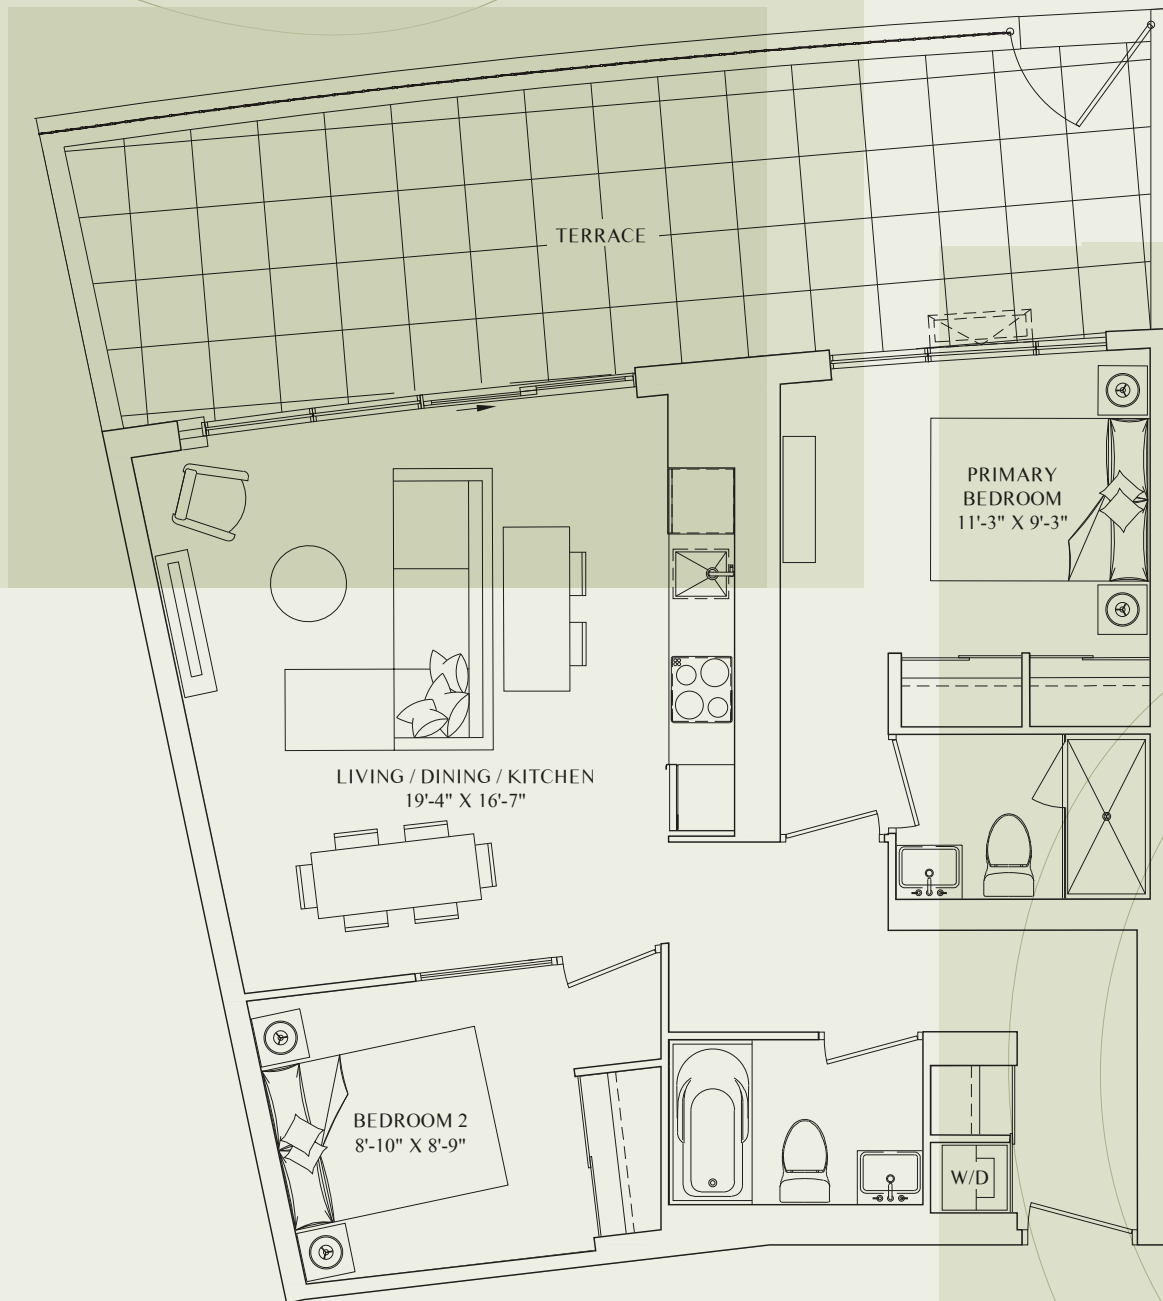 TERRACE
PRIMARY
BEDROOM
11'-3" X 9'-3"
LIVING / DINING / KITCHEN
19'-4" X 16'-7"
BEDROOM 2
8'-10" X 8'-9"
W/D